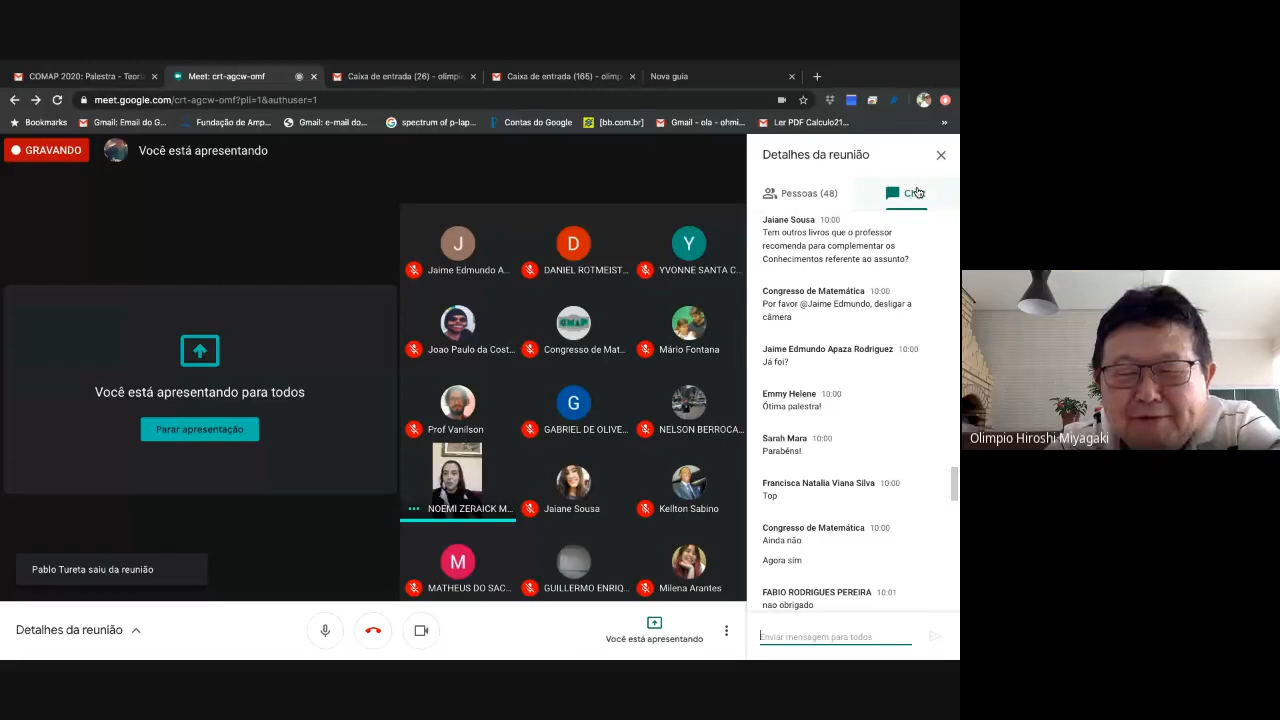 COMAP 2020: Palestra - Teori
Meet: crt-agcw-omf
Caixa de entrada (26) - olimpio
Caixa de entrada (165) - olimp
Nova guia
meet.google.com/crt-agcw-omf?pli=1&authuser=1
Bookmarks
Gmail: Email do G...
Fundação de Amp...
Gmail: e-mail do...
spectrum of p-lap...
Contas do Google
[bb.com.br]
Gmail - ola - ohmi...
Ler PDF Calculo21...
»
GRAVANDO
Você está apresentando
Você está apresentando para todos
Parar apresentação
Pablo Tureta saiu da reunião
J
Jaime Edmundo A...
D
DANIEL ROTMEIST...
Y
YVONNE SANTA C...
Joao Paulo da Cost...
COMAP
Congresso de Mat...
Mário Fontana
Prof Vanilson
G
GABRIEL DE OLIVE...
NELSON BERROCA...
NOEMI ZERAICK M...
Jaiane Sousa
Kellton Sabino
M
MATHEUS DO SAC...
GUILLERMO ENRIQ...
Milena Arantes
Detalhes da reunião
Pessoas (48)
Chat
Jaiane Sousa 10:00
Tem outros livros que o professor
recomenda para complementar os
Conhecimentos referente ao assunto?
Congresso de Matemática 10:00
Por favor @Jaime Edmundo, desligar a
câmera
Jaime Edmundo Apaza Rodriguez 10:00
Já foi?
Emmy Helene 10:00
Ótima palestra!
Sarah Mara 10:00
Parabéns!
Francisca Natalia Viana Silva 10:00
Top
Congresso de Matemática 10:00
Ainda não
Agora sim
FABIO RODRIGUES PEREIRA 10:01
nao obrigado
Enviar mensagem para todos
Detalhes da reunião
Você está apresentando
Olimpio Hiroshi Miyagaki